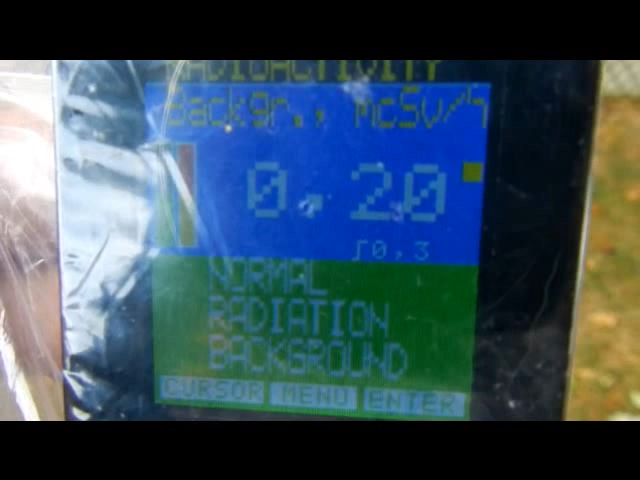 RADIOACTIVITY
Backgr., mcSv/h
0,20
0,3
NORMAL
RADIATION
BACKGROUND
CURSOR MENU ENTER